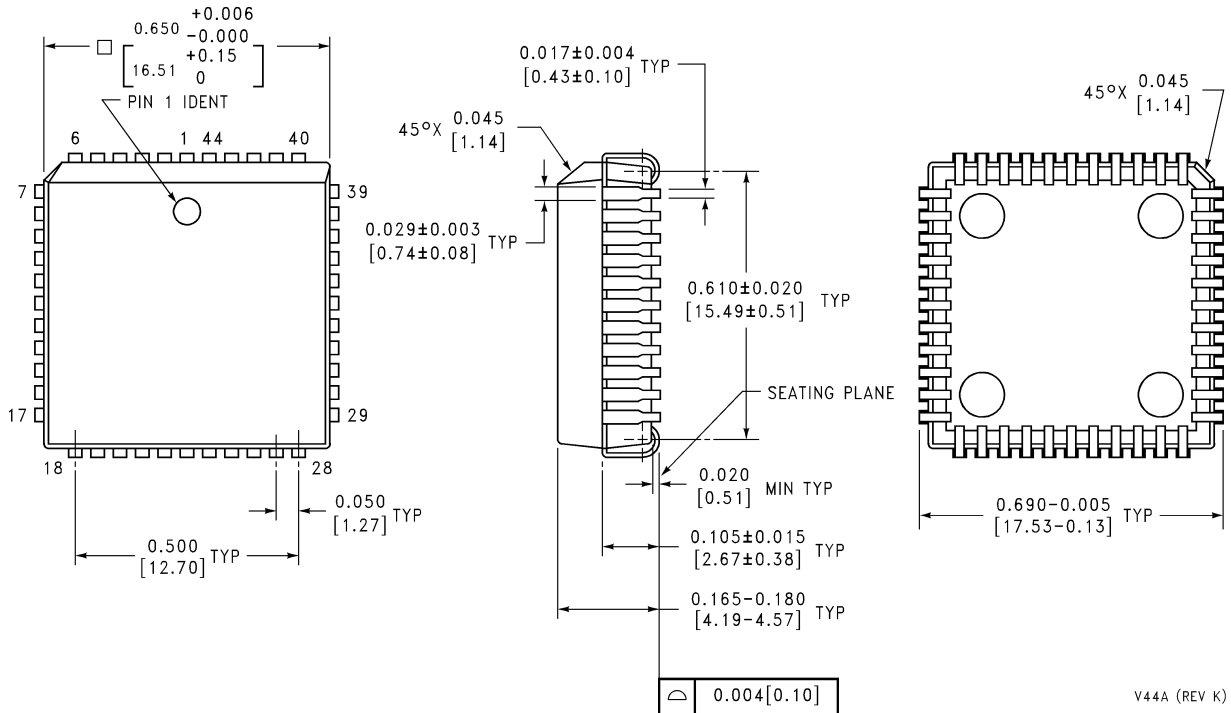 0.650 +0.006 -0.000
[16.51 +0.15 0]
PIN 1 IDENT
6 1 44 40
7 39
17 29
18 28
0.050 [1.27] TYP
0.500 [12.70] TYP
0.017±0.004 [0.43±0.10] TYP
45°X 0.045 [1.14]
0.029±0.003 [0.74±0.08] TYP
0.610±0.020 [15.49±0.51] TYP
SEATING PLANE
0.020 [0.51] MIN TYP
0.105±0.015 [2.67±0.38] TYP
0.165-0.180 [4.19-4.57] TYP
0.004[0.10]
45°X 0.045 [1.14]
0.690-0.005 [17.53-0.13] TYP
V44A (REV K)